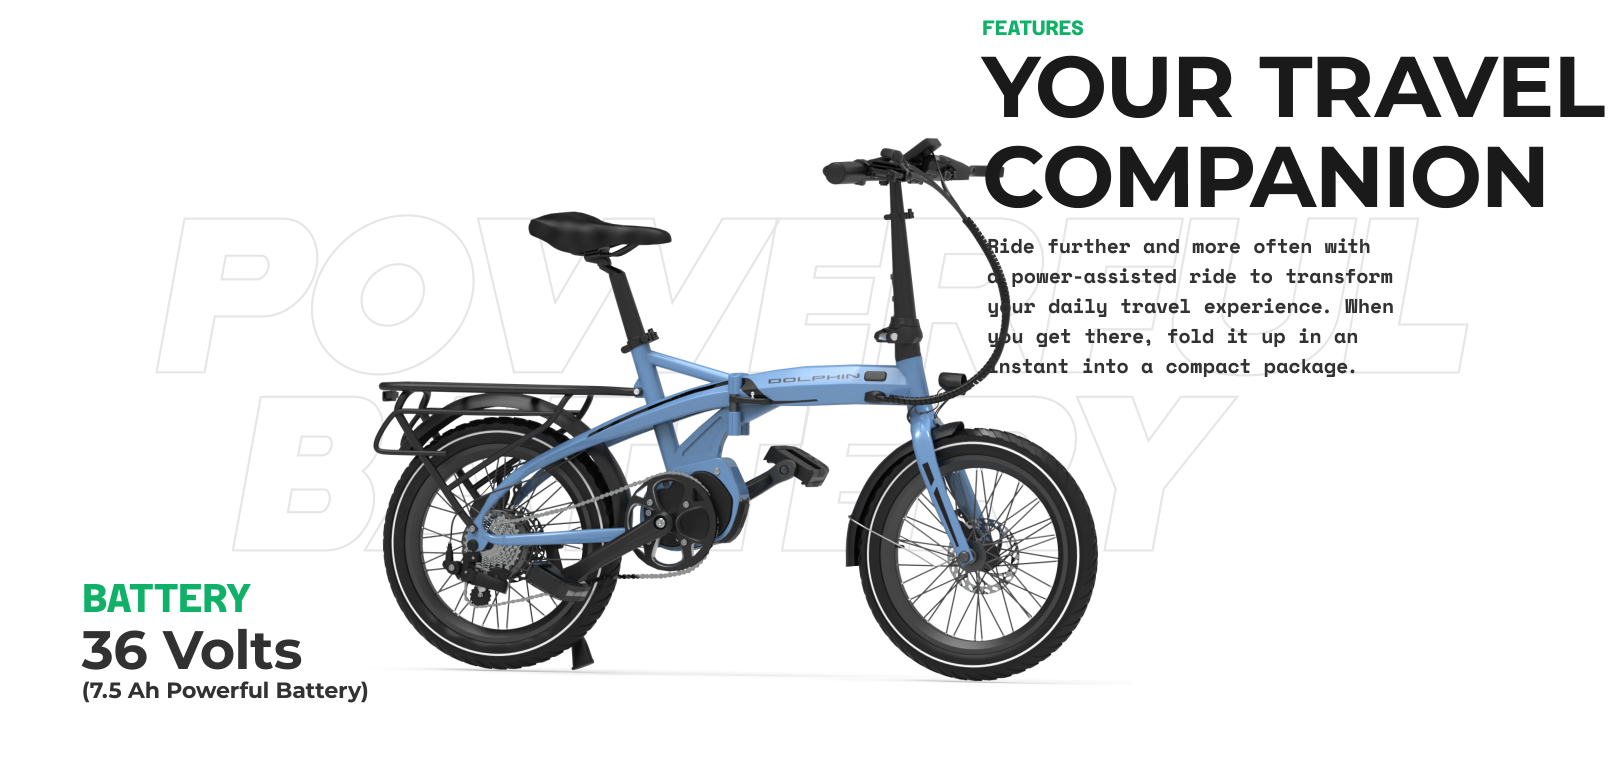 FEATURES
YOUR TRAVEL
COMPANION
Ride further and more often with
a power-assisted ride to transform
your daily travel experience. When
you get there, fold it up in an
instant into a compact package.
POWERFUL
BATTERY
DOLPHIN
BATTERY
36 Volts
(7.5 Ah Powerful Battery)